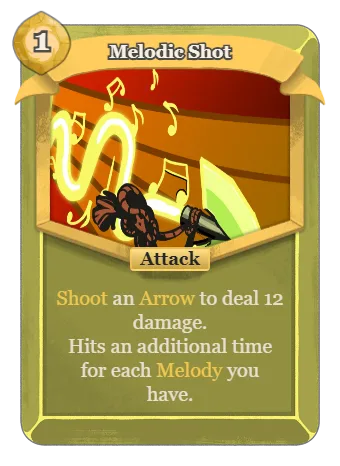 1
Melodic Shot
Attack
Shoot an Arrow to deal 12
damage.
Hits an additional time
for each Melody you
have.